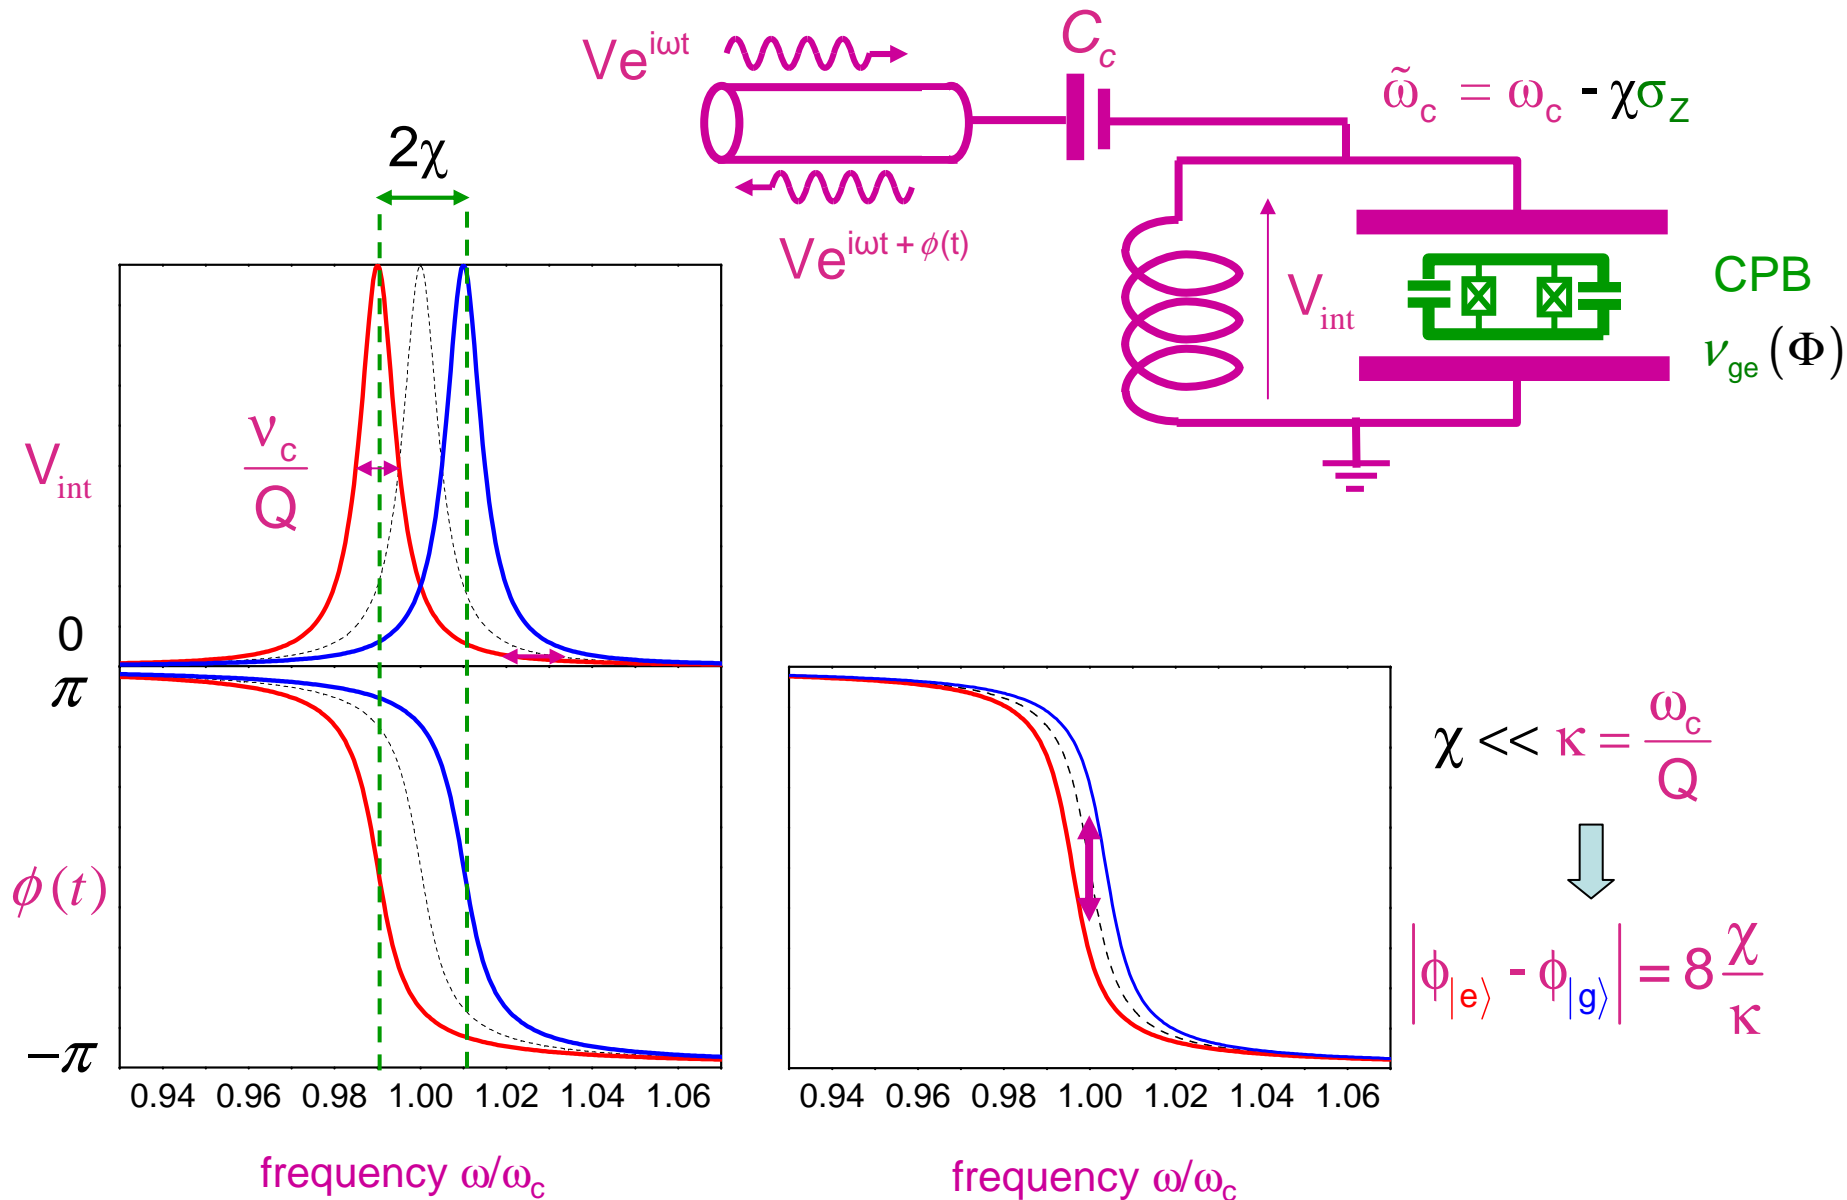 Ve^{iωt}
C_c
ω̃_c = ω_c - χσ_Z
2χ
Ve^{iωt + ϕ(t)}
V_int
CPB
ν_ge (Φ)
V_int
ν_c / Q
0
π
ϕ(t)
−π
χ << κ = ω_c / Q
|ϕ_|e⟩ - ϕ_|g⟩| = 8 χ / κ
0.94 0.96 0.98 1.00 1.02 1.04 1.06
0.94 0.96 0.98 1.00 1.02 1.04 1.06
frequency ω/ω_c
frequency ω/ω_c